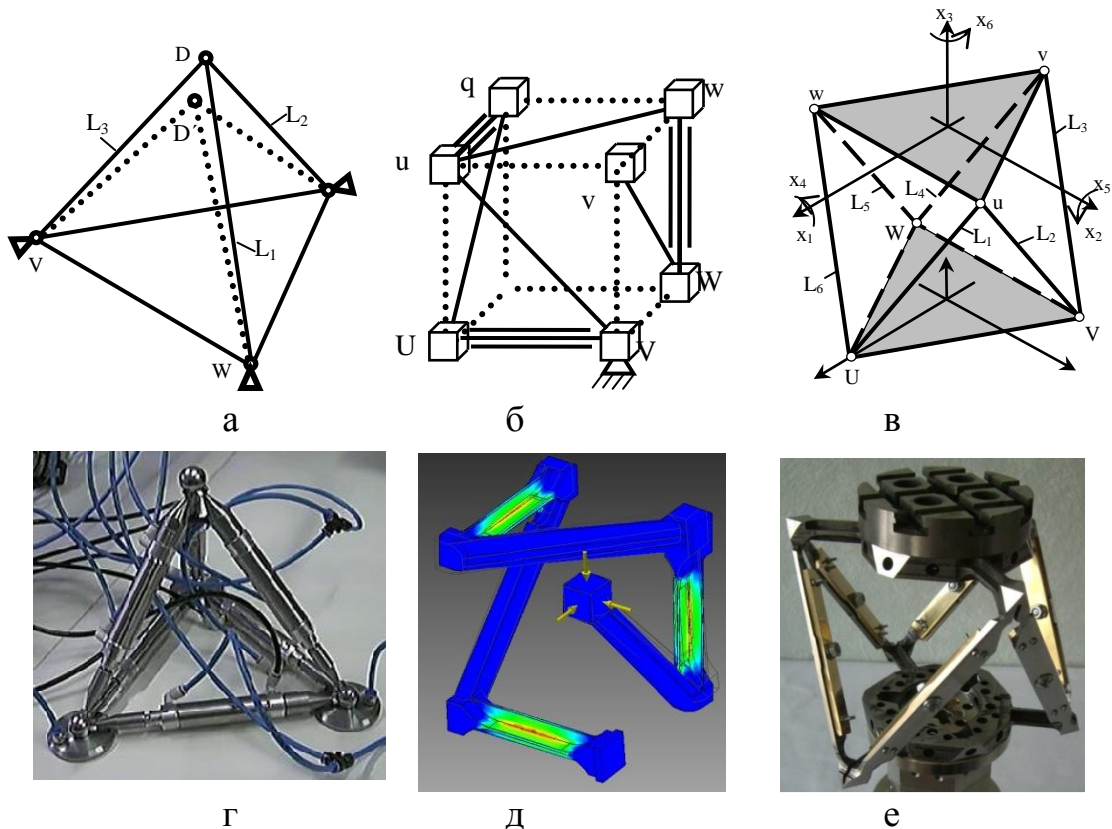 D
L₃
D´
L₂
V
L₁
W
а
q
w
u
v
W
U
V
б
x₃
x₆
v
w
L₃
x₄
x₅
L₅
L₄
u
x₁
W
L₁
L₂
x₂
L₆
V
U
в
г
д
е